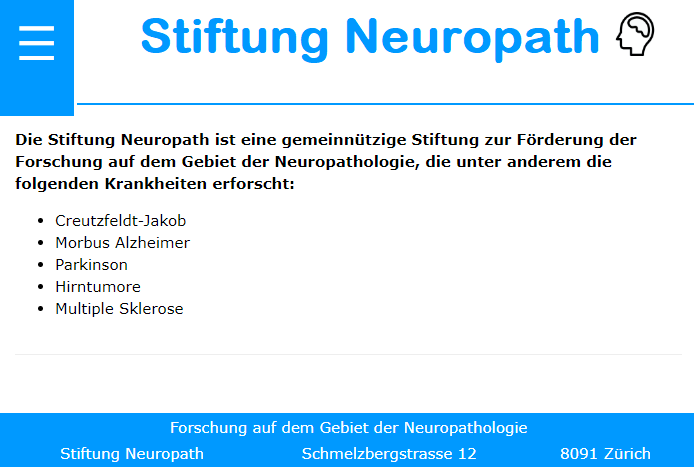 Stiftung Neuropath
Die Stiftung Neuropath ist eine gemeinnützige Stiftung zur Förderung der
Forschung auf dem Gebiet der Neuropathologie, die unter anderem die
folgenden Krankheiten erforscht:
• Creutzfeldt-Jakob
• Morbus Alzheimer
• Parkinson
• Hirntumore
• Multiple Sklerose
Forschung auf dem Gebiet der Neuropathologie
Stiftung Neuropath Schmelzbergstrasse 12 8091 Zürich